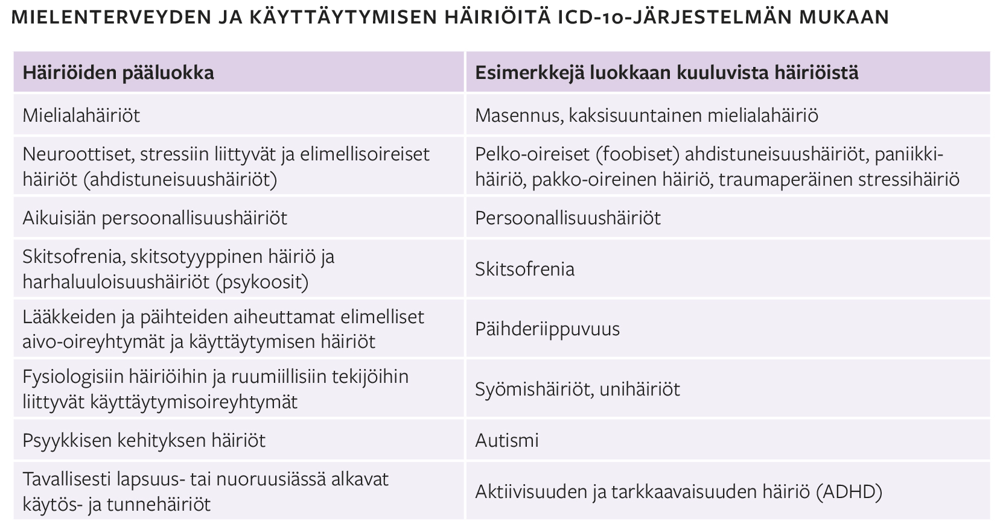 MIELENTERVEYDEN JA KÄYTTÄYTYMISEN HÄIRIÖITÄ ICD-10-JÄRJESTELMÄN MUKAAN
Häiriöiden pääluokka
Esimerkkejä luokkaan kuuluvista häiriöistä
Mielialahäiriöt
Masennus, kaksisuuntainen mielialahäiriö
Neuroottiset, stressiin liittyvät ja elimellisoireiset
häiriöt (ahdistuneisuushäiriöt)
Pelko-oireiset (foobiset) ahdistuneisuushäiriöt, paniikki-
häiriö, pakko-oireinen häiriö, traumaperäinen stressihäiriö
Aikuisiän persoonallisuushäiriöt
Persoonallisuushäiriöt
Skitsofrenia, skitsotyyppinen häiriö ja
harhaluuloisuushäiriöt (psykoosit)
Skitsofrenia
Lääkkeiden ja päihteiden aiheuttamat elimelliset
aivo-oireyhtymät ja käyttäytymisen häiriöt
Päihderiippuvuus
Fysiologisiin häiriöihin ja ruumiillisiin tekijöihin
liittyvät käyttäytymisoireyhtymät
Syömishäiriöt, unihäiriöt
Psyykkisen kehityksen häiriöt
Autismi
Tavallisesti lapsuus- tai nuoruusiässä alkavat
käytös- ja tunnehäiriöt
Aktiivisuuden ja tarkkaavaisuuden häiriö (ADHD)